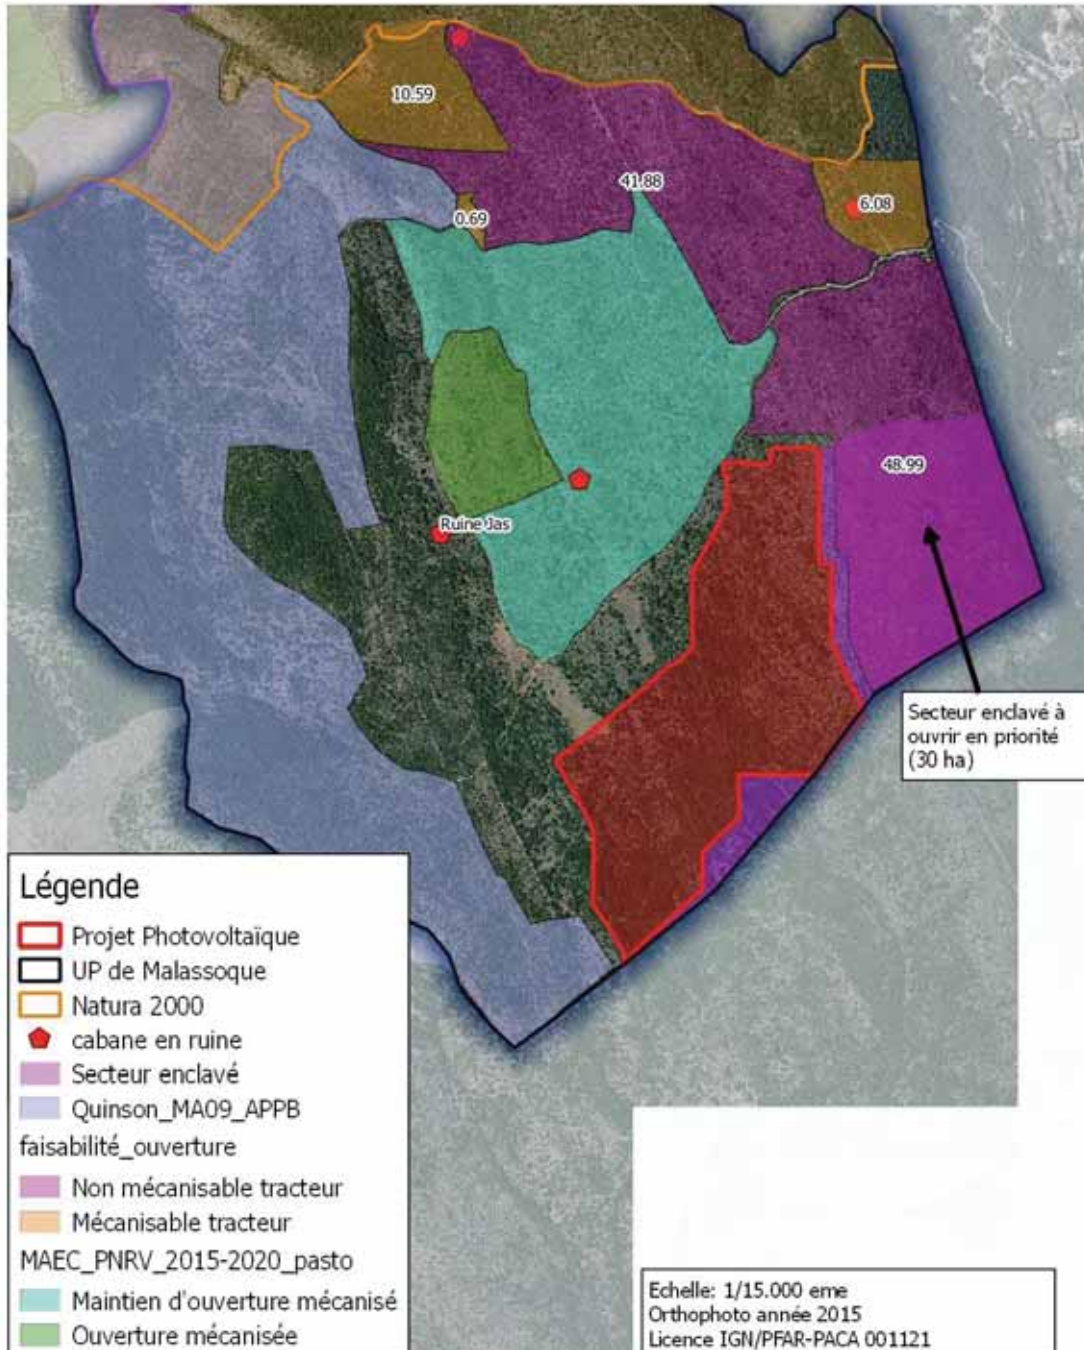 10.59
41.88
6.08
0.69
48.99
Ruine Jas
Secteur enclavé à
ouvrir en priorité
(30 ha)
Légende
Projet Photovoltaïque
UP de Malassoque
Natura 2000
cabane en ruine
Secteur enclavé
Quinson_MA09_APPB
faisabilité_ouverture
Non mécanisable tracteur
Mécanisable tracteur
MAEC_PNRV_2015-2020_pasto
Maintien d'ouverture mécanisé
Ouverture mécanisée
Echelle: 1/15.000 eme
Orthophoto année 2015
Licence IGN/PFAR-PACA 001121